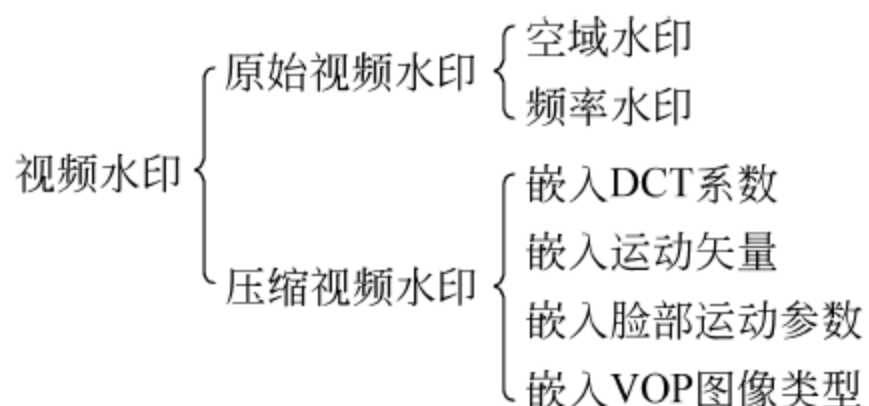 视频水印
原始视频水印
空域水印
频率水印
压缩视频水印
嵌入DCT系数
嵌入运动矢量
嵌入脸部运动参数
嵌入VOP图像类型